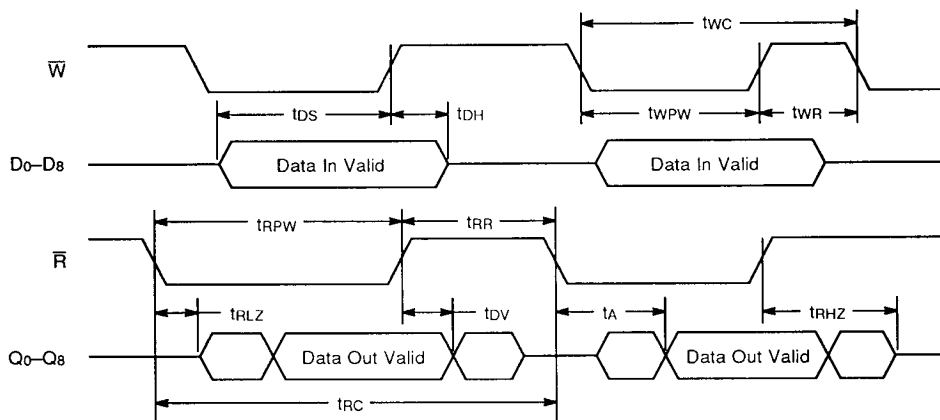 tWC
W
tDS
tDH
tWPW
tWR
D0–D8
Data In Valid
Data In Valid
tRPW
tRR
R
tRLZ
tDV
tA
tRHZ
Q0–Q8
Data Out Valid
Data Out Valid
tRC